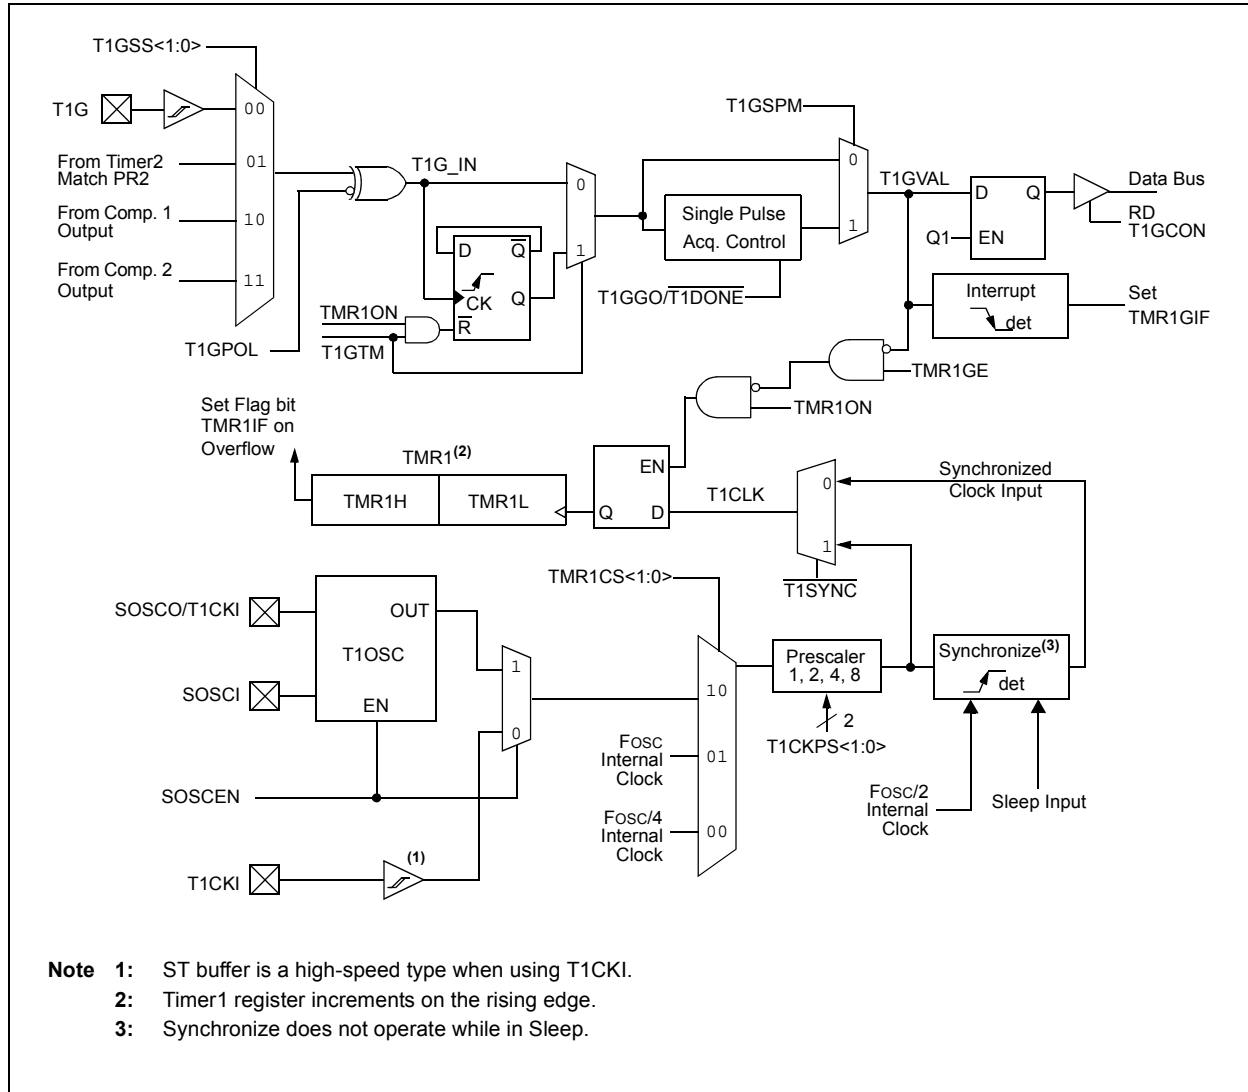 T1GSS<1:0>
T1G
00
From Timer2
Match PR2
01
From Comp. 1
Output
10
From Comp. 2
Output
11
T1GPOL
T1G_IN
0
1
D
Q
CK
Q
R
TMR1ON
T1GTM
T1GSPM
Single Pulse
Acq. Control
T1GGO/T1DONE
0
1
T1GVAL
D
Q
Q1
EN
Data Bus
RD
T1GCON
Interrupt
det
Set
TMR1GIF
TMR1GE
TMR1ON
Set Flag bit
TMR1IF on
Overflow
TMR1(2)
TMR1H
TMR1L
EN
Q
D
T1CLK
0
1
T1SYNC
Synchronized
Clock Input
TMR1CS<1:0>
SOSCO/T1CKI
OUT
T1OSC
SOSCI
EN
1
0
SOSCEN
T1CKI
(1)
10
FOSC
Internal
Clock
01
FOSC/4
Internal
Clock
00
Prescaler
1, 2, 4, 8
2
T1CKPS<1:0>
Synchronize(3)
det
FOSC/2
Internal
Clock
Sleep Input
Note 1: ST buffer is a high-speed type when using T1CKI.
2: Timer1 register increments on the rising edge.
3: Synchronize does not operate while in Sleep.